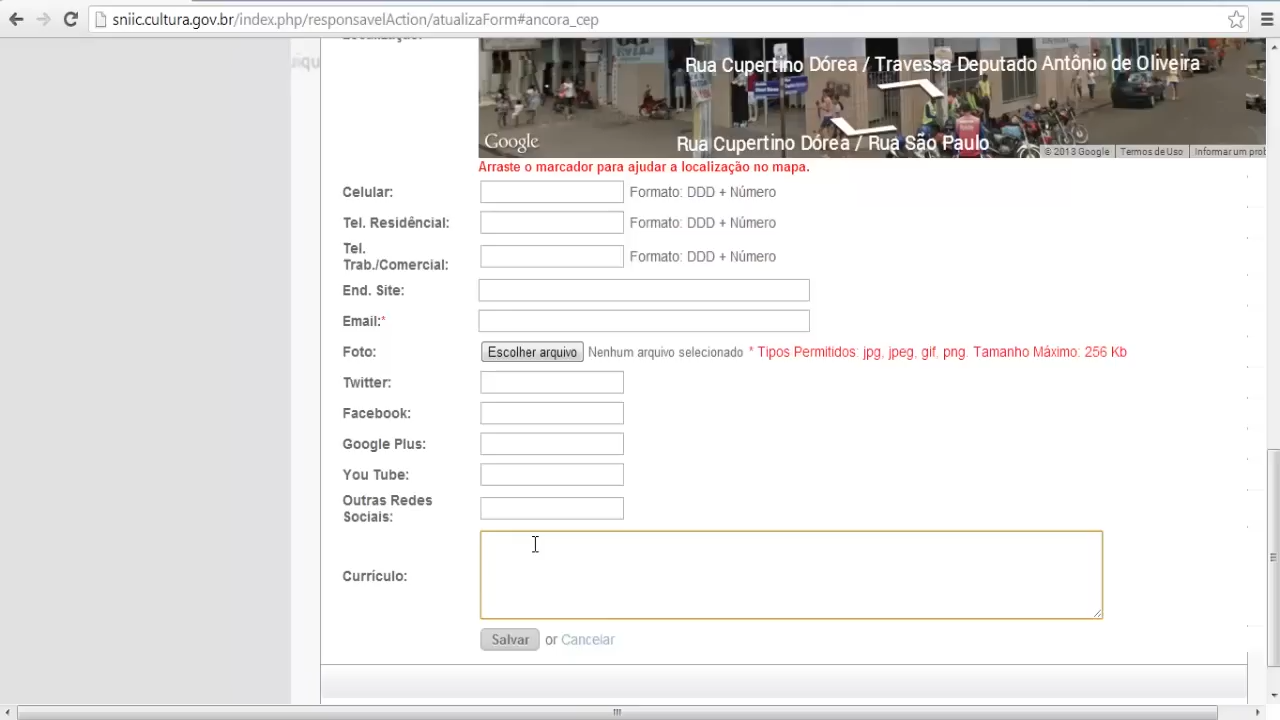 sniic.cultura.gov.br/index.php/responsavelAction/atualizaForm#ancora_cep
Rua Cupertino Dórea / Travessa Deputado Antônio de Oliveira
Rua Cupertino Dórea / Rua São Paulo
Google
© 2013 Google
Termos de Uso
Informar um prob
Arraste o marcador para ajudar a localização no mapa.
Celular: Formato: DDD + Número
Tel. Residêncial: Formato: DDD + Número
Tel.
Trab./Comercial: Formato: DDD + Número
End. Site:
Email:*
Foto: Escolher arquivo Nenhum arquivo selecionado * Tipos Permitidos: jpg, jpeg, gif, png. Tamanho Máximo: 256 Kb
Twitter:
Facebook:
Google Plus:
You Tube:
Outras Redes
Sociais:
Currículo:
Salvar or Cancelar